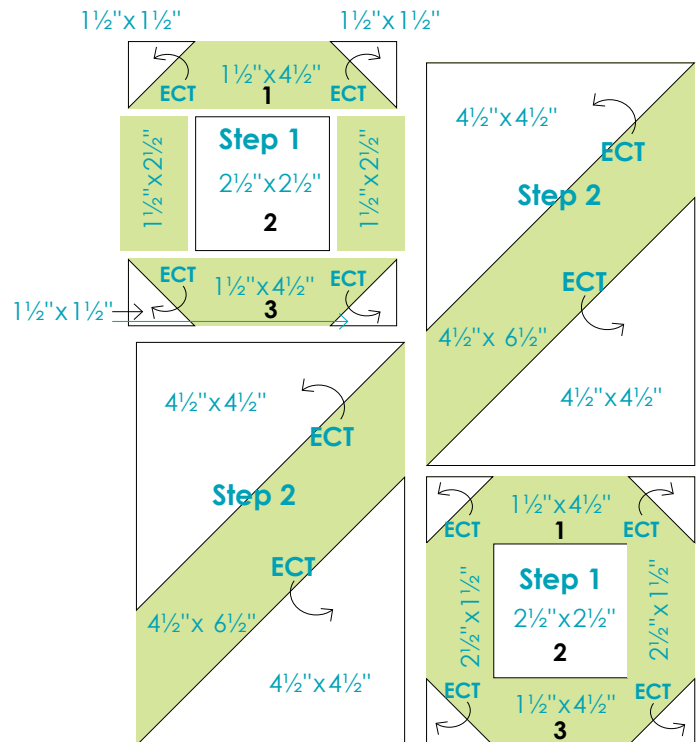 1½"x1½" 1½"x1½"
1½"x4½"
ECT 1 ECT
1½"x2½"
Step 1
2½"x2½"
2
1½"x2½"
ECT 1½"x4½" ECT
1½"x1½" 3
4½"x4½"
ECT
Step 2
ECT
4½"x 6½"
4½"x4½"
4½"x4½"
ECT
Step 2
ECT
4½"x 6½"
4½"x4½"
1½"x4½"
ECT 1 ECT
2½"x1½"
Step 1
2½"x2½"
2
2½"x1½"
ECT 1½"x4½" ECT
3